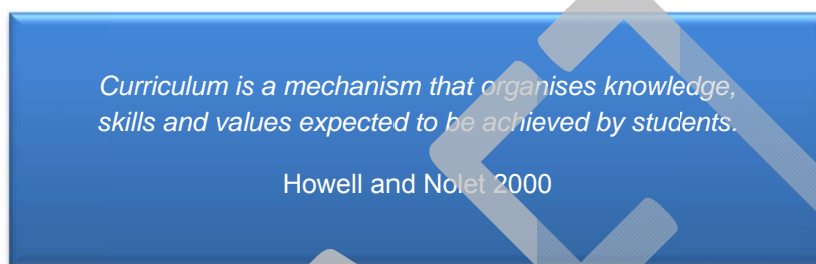 Curriculum is a mechanism that organises knowledge,
skills and values expected to be achieved by students.
Howell and Nolet 2000